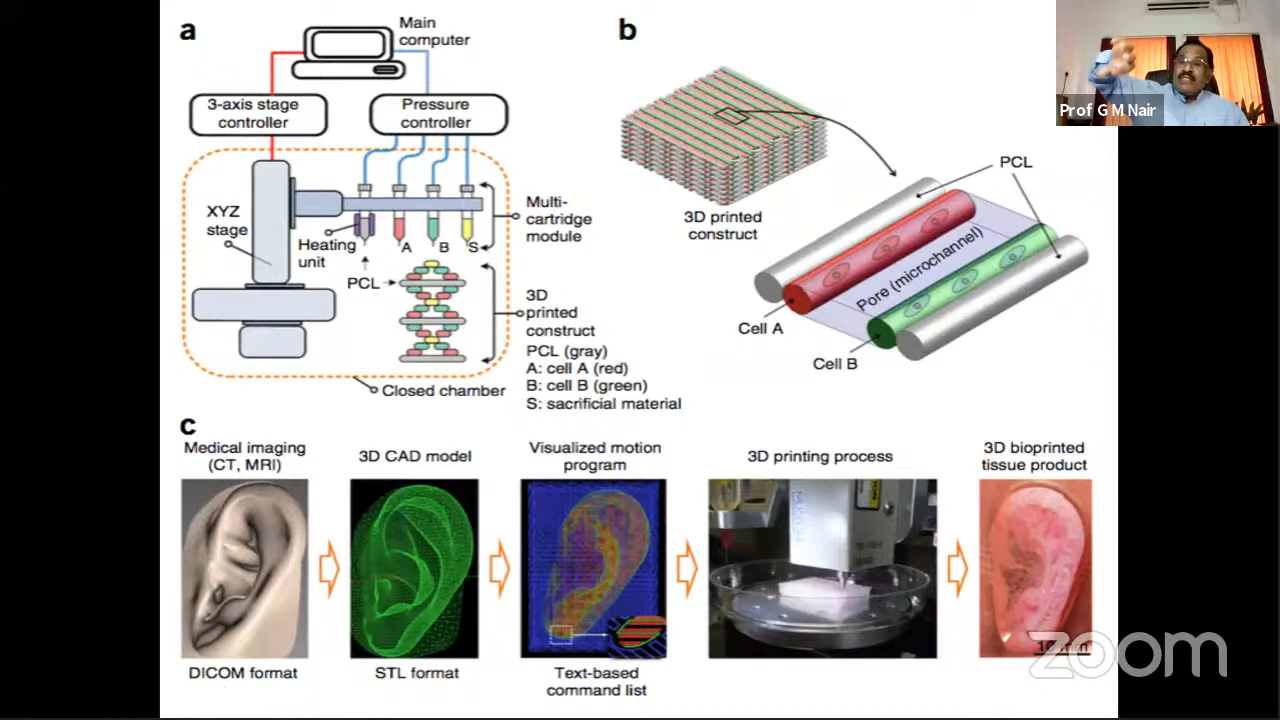 a
Main
computer
3-axis stage
controller
Pressure
controller
XYZ
stage
Heating
unit
A
B
S
PCL
Multi-
cartridge
module
3D
printed
construct
PCL (gray)
A: cell A (red)
B: cell B (green)
S: sacrificial material
Closed chamber
b
3D printed
construct
PCL
Pore (microchannel)
Cell A
Cell B
Prof G M Nair
c
Medical imaging
(CT, MRI)
3D CAD model
Visualized motion
program
3D printing process
3D bioprinted
tissue product
DICOM format
STL format
Text-based
command list
zoom